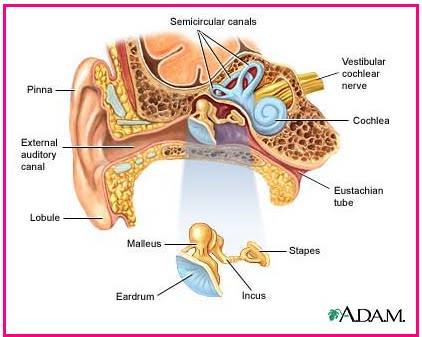 Semicircular canals
Vestibular
cochlear
nerve
Pinna
Cochlea
External
auditory
canal
Eustachian
tube
Lobule
Malleus
Stapes
Eardrum
Incus
A.D.A.M.